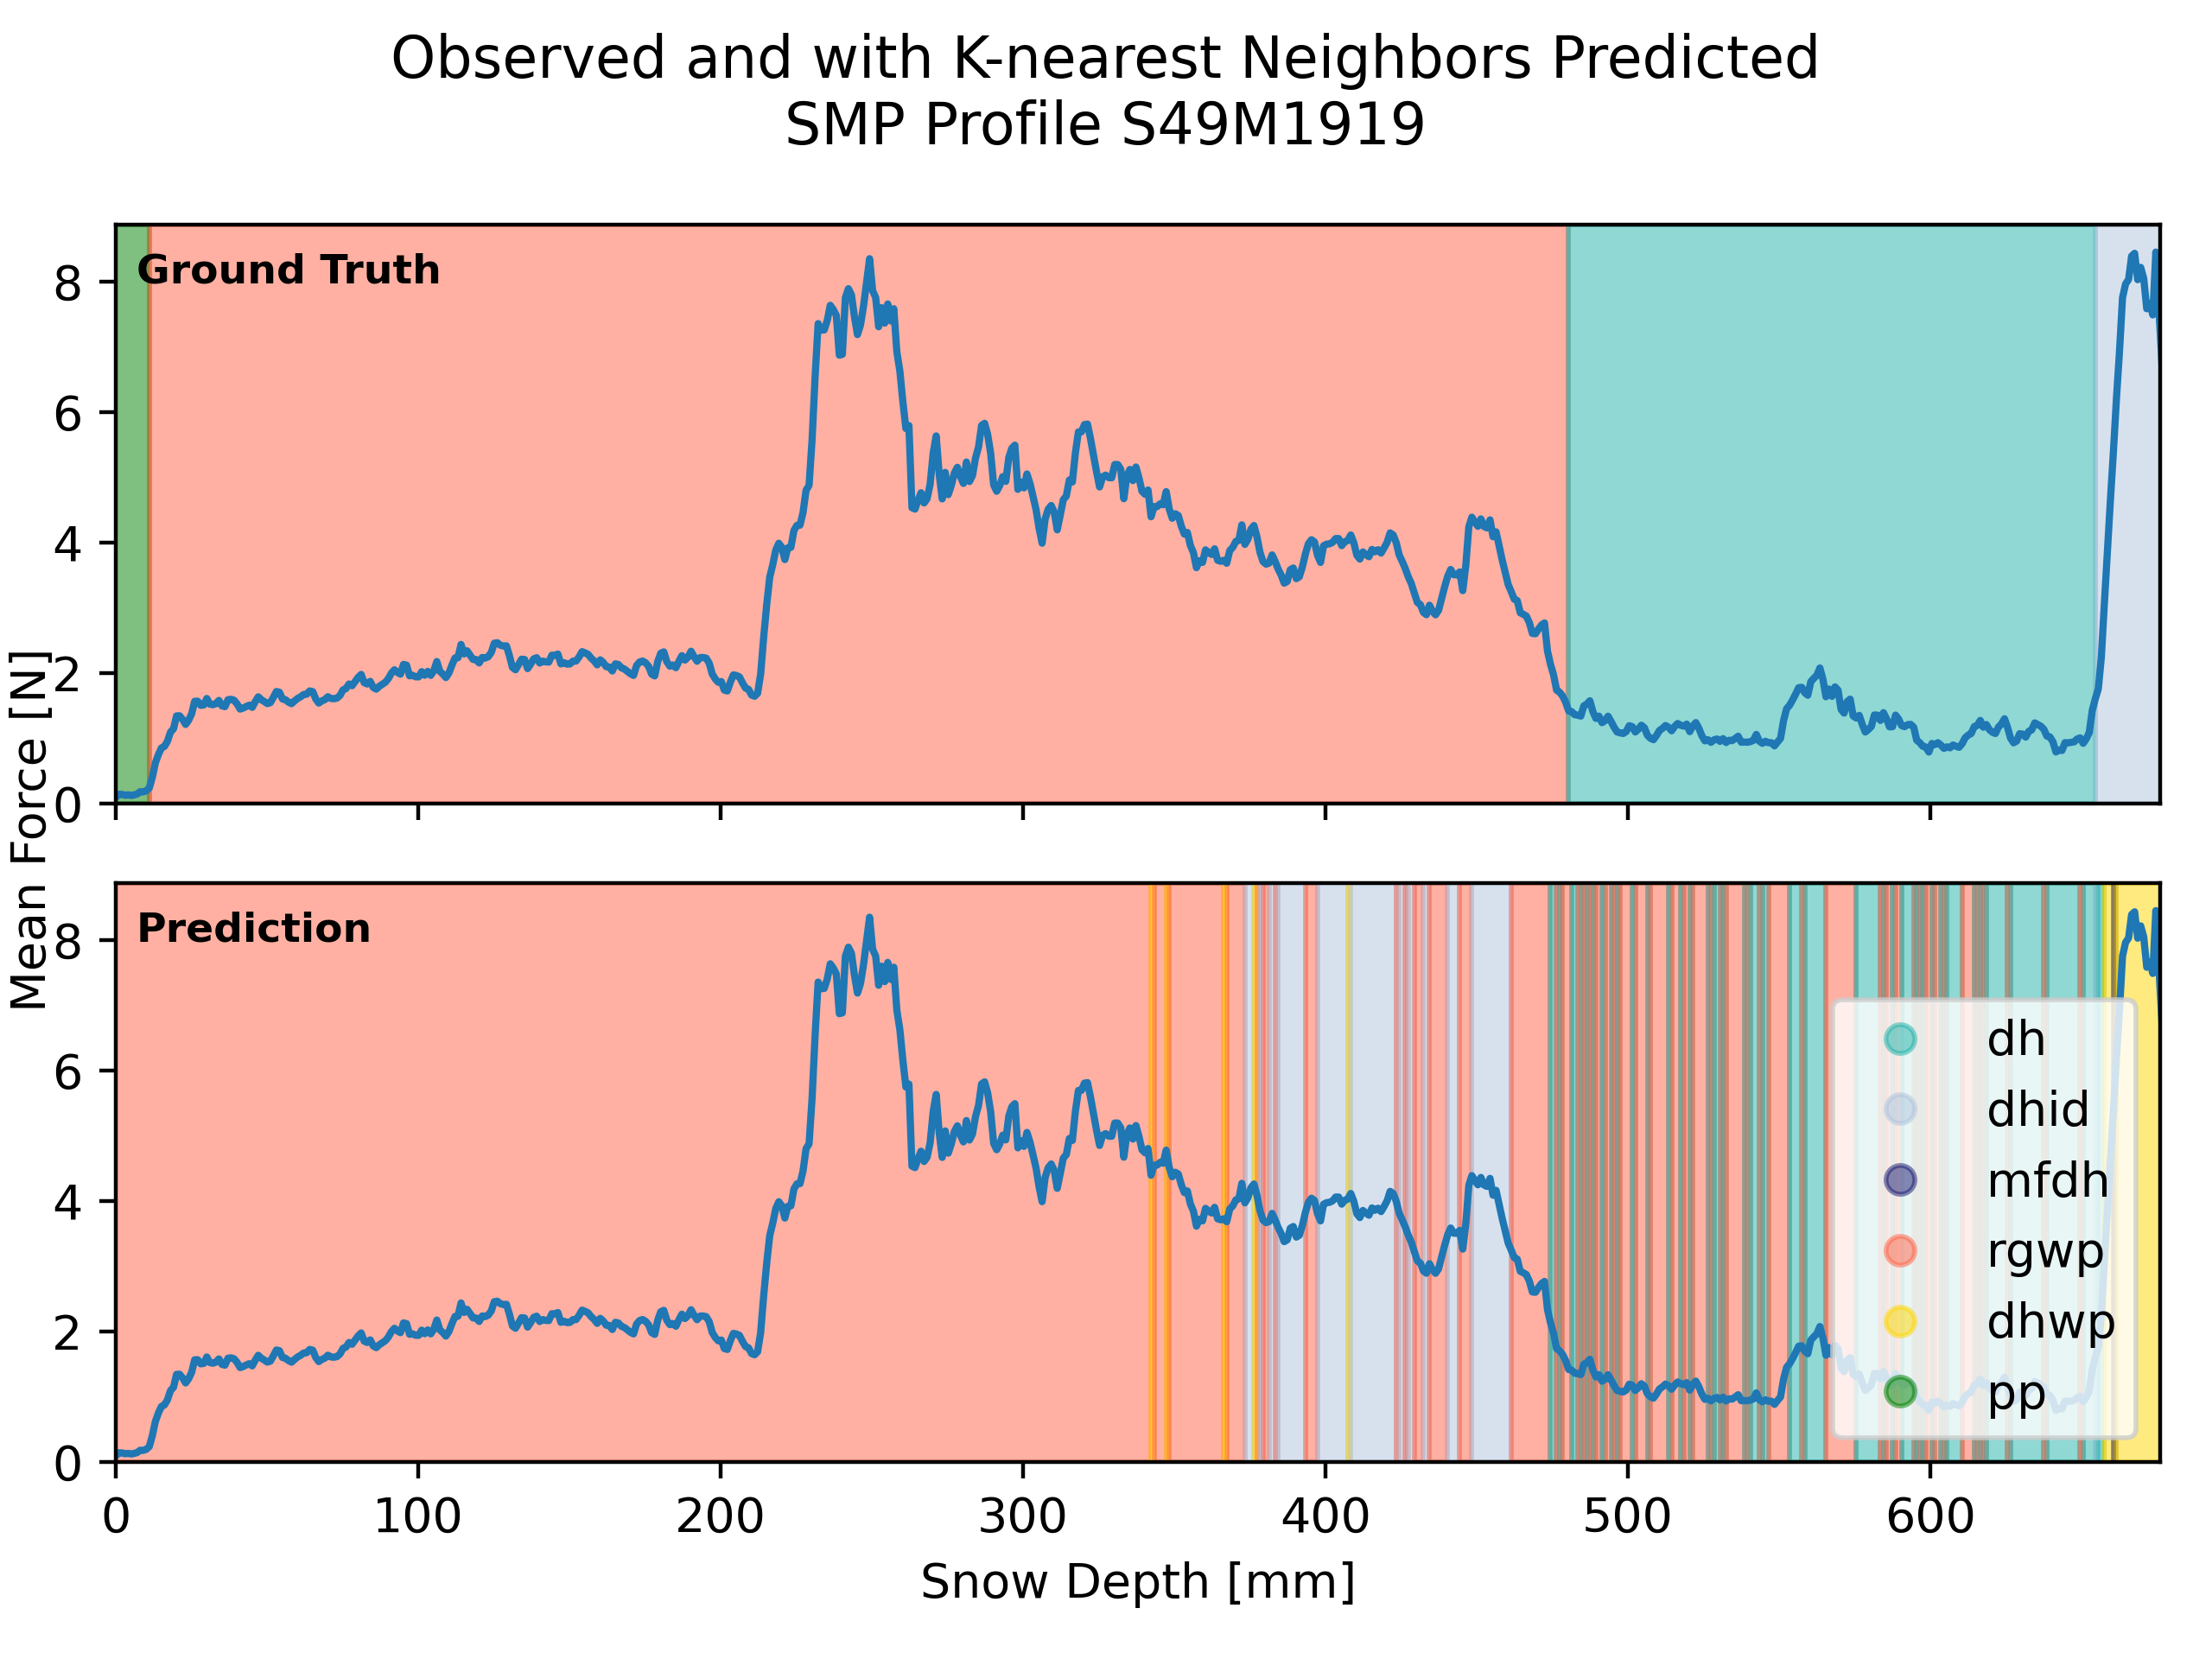 Observed and with K-nearest Neighbors Predicted
SMP Profile S49M1919
Ground Truth
8
6
4
2
0
Mean Force [N]
Prediction
8
6
4
2
0
dh
dhid
mfdh
rgwp
dhwp
pp
0 100 200 300 400 500 600
Snow Depth [mm]